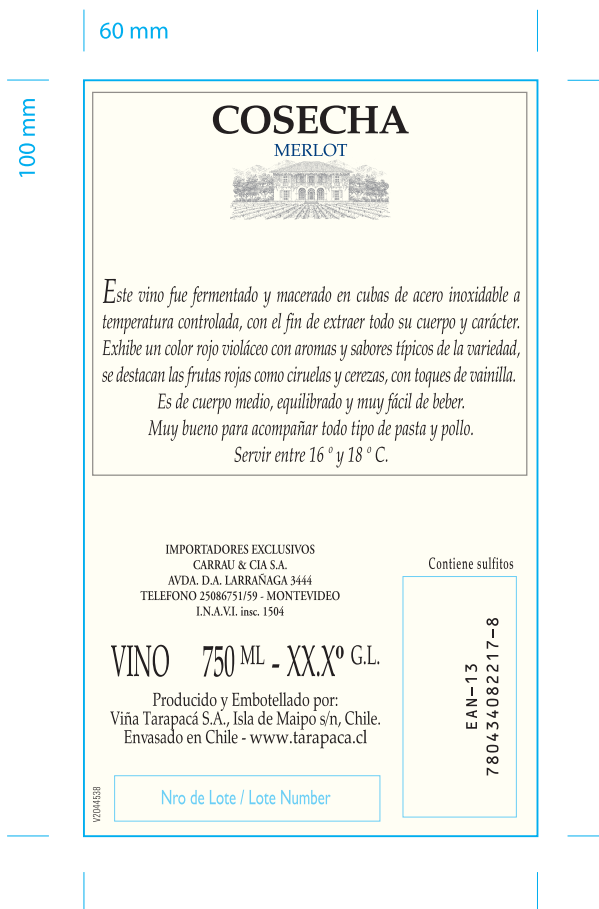 60 mm
100 mm
COSECHA
MERLOT
Este vino fue fermentado y macerado en cubas de acero inoxidable a
temperatura controlada, con el fin de extraer todo su cuerpo y carácter.
Exhibe un color rojo violáceo con aromas y sabores típicos de la variedad,
se destacan las frutas rojas como ciruelas y cerezas, con toques de vainilla.
Es de cuerpo medio, equilibrado y muy fácil de beber.
Muy bueno para acompañar todo tipo de pasta y pollo.
Servir entre 16 º y 18 º C.
IMPORTADORES EXCLUSIVOS
CARRAU & CIA S.A.
AVDA. D.A. LARRAÑAGA 3444
TELEFONO 25086751/59 - MONTEVIDEO
I.N.A.V.I. insc. 1504
VINO 750 ML - XX.Xº G.L.
Producido y Embotellado por:
Viña Tarapacá S.A., Isla de Maipo s/n, Chile.
Envasado en Chile - www.tarapaca.cl
Contiene sulfitos
EAN-13
780434082217-8
Nro de Lote / Lote Number
V2044538